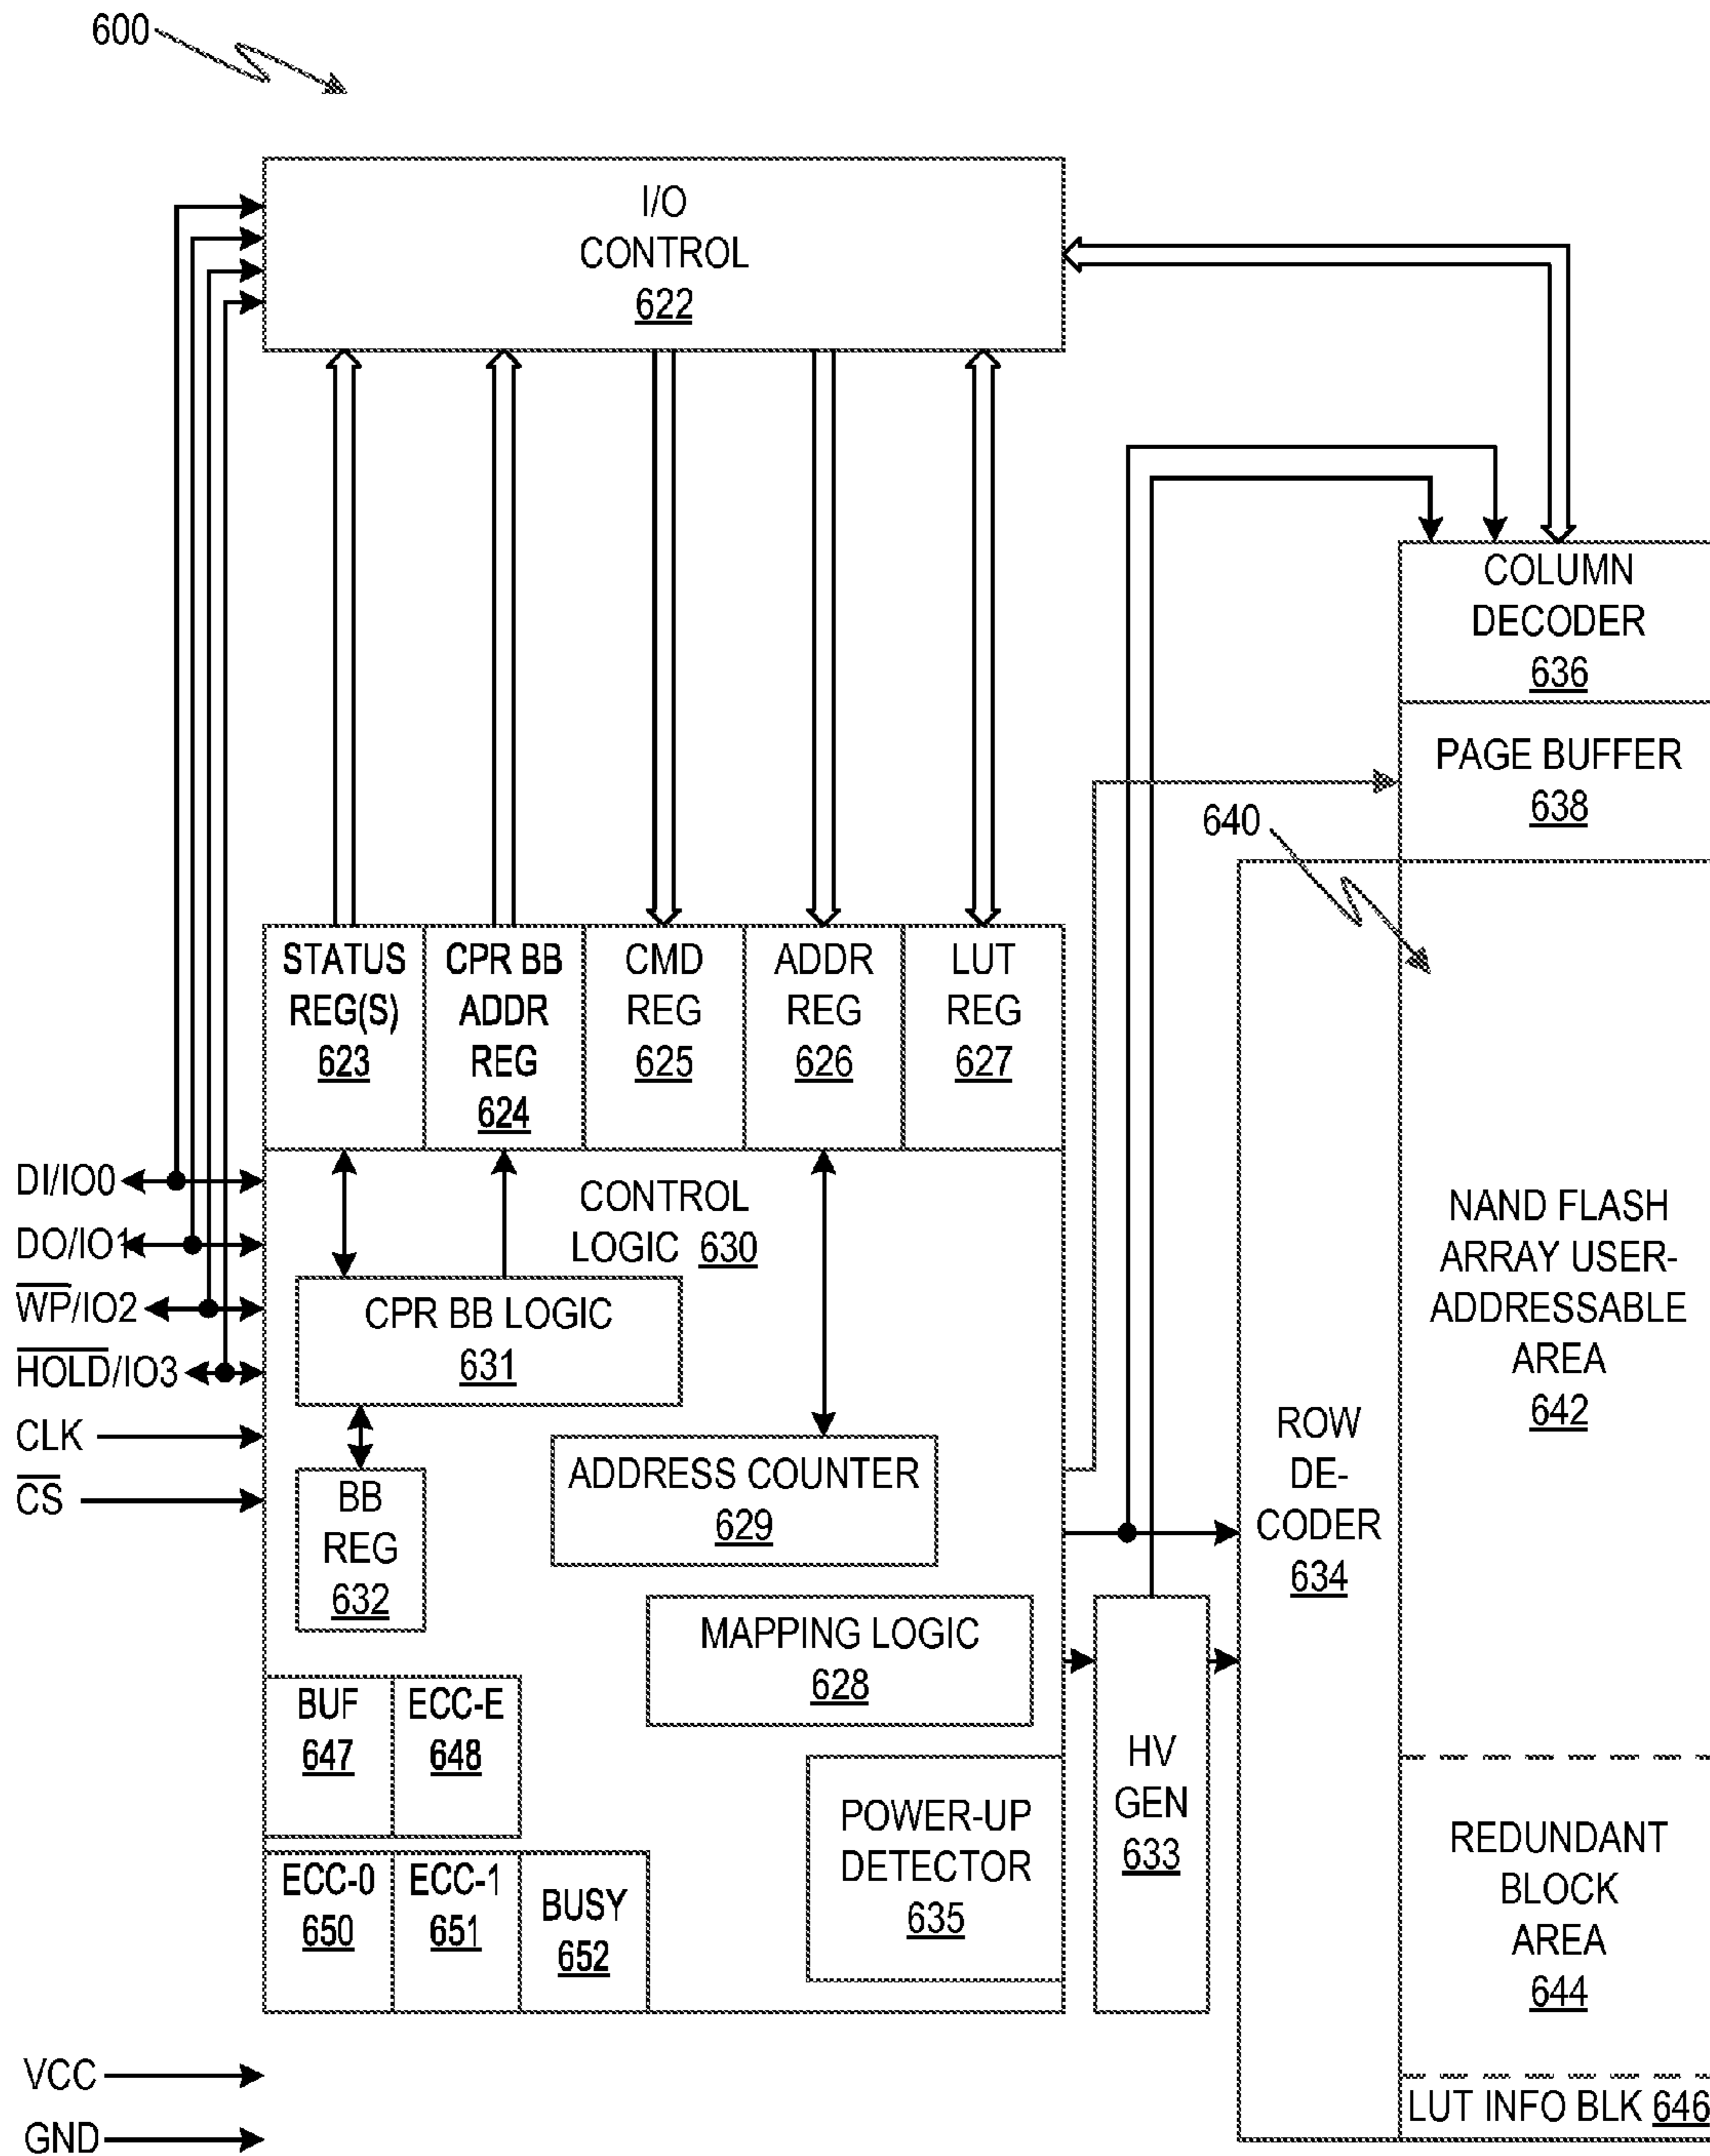 600
I/O
CONTROL
622
COLUMN
DECODER
636
PAGE BUFFER
638
640
STATUS
REG(S)
623
CPR BB
ADDR
REG
624
CMD
REG
625
ADDR
REG
626
LUT
REG
627
DI/IO0
DO/IO1
WP/IO2
HOLD/IO3
CLK
CS
CONTROL
LOGIC 630
CPR BB LOGIC
631
BB
REG
632
ADDRESS COUNTER
629
MAPPING LOGIC
628
BUF
647
ECC-E
648
ECC-0
650
ECC-1
651
BUSY
652
POWER-UP
DETECTOR
635
HV
GEN
633
ROW
DE-
CODER
634
NAND FLASH
ARRAY USER-
ADDRESSABLE
AREA
642
REDUNDANT
BLOCK
AREA
644
LUT INFO BLK 646
VCC
GND